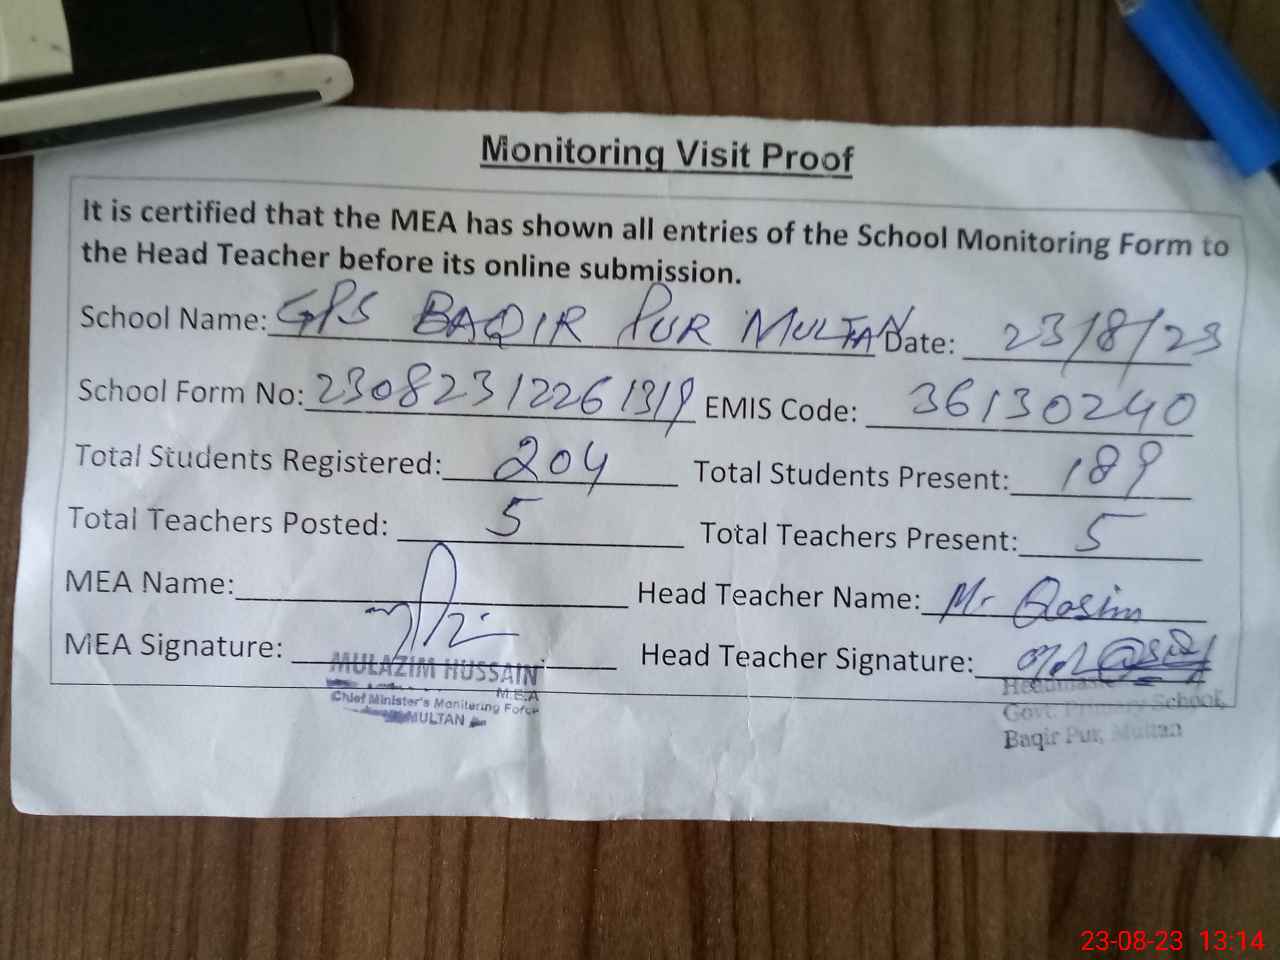 Monitoring Visit Proof
It is certified that the MEA has shown all entries of the School Monitoring Form to
the Head Teacher before its online submission.
School Name: GPS BAQIR PUR MULTAN Date: 23/8/23
School Form No: 23082312261319 EMIS Code: 36130240
Total Students Registered: 204 Total Students Present: 189
Total Teachers Posted: 5 Total Teachers Present: 5
MEA Name: Head Teacher Name: Mr Qasim
MEA Signature: Head Teacher Signature:
MULAZIM HUSSAIN
M.E.A
Chief Minister's Monitoring Force
MULTAN
Govt. Primary School,
Baqir Pur, Multan
23-08-23 13:14